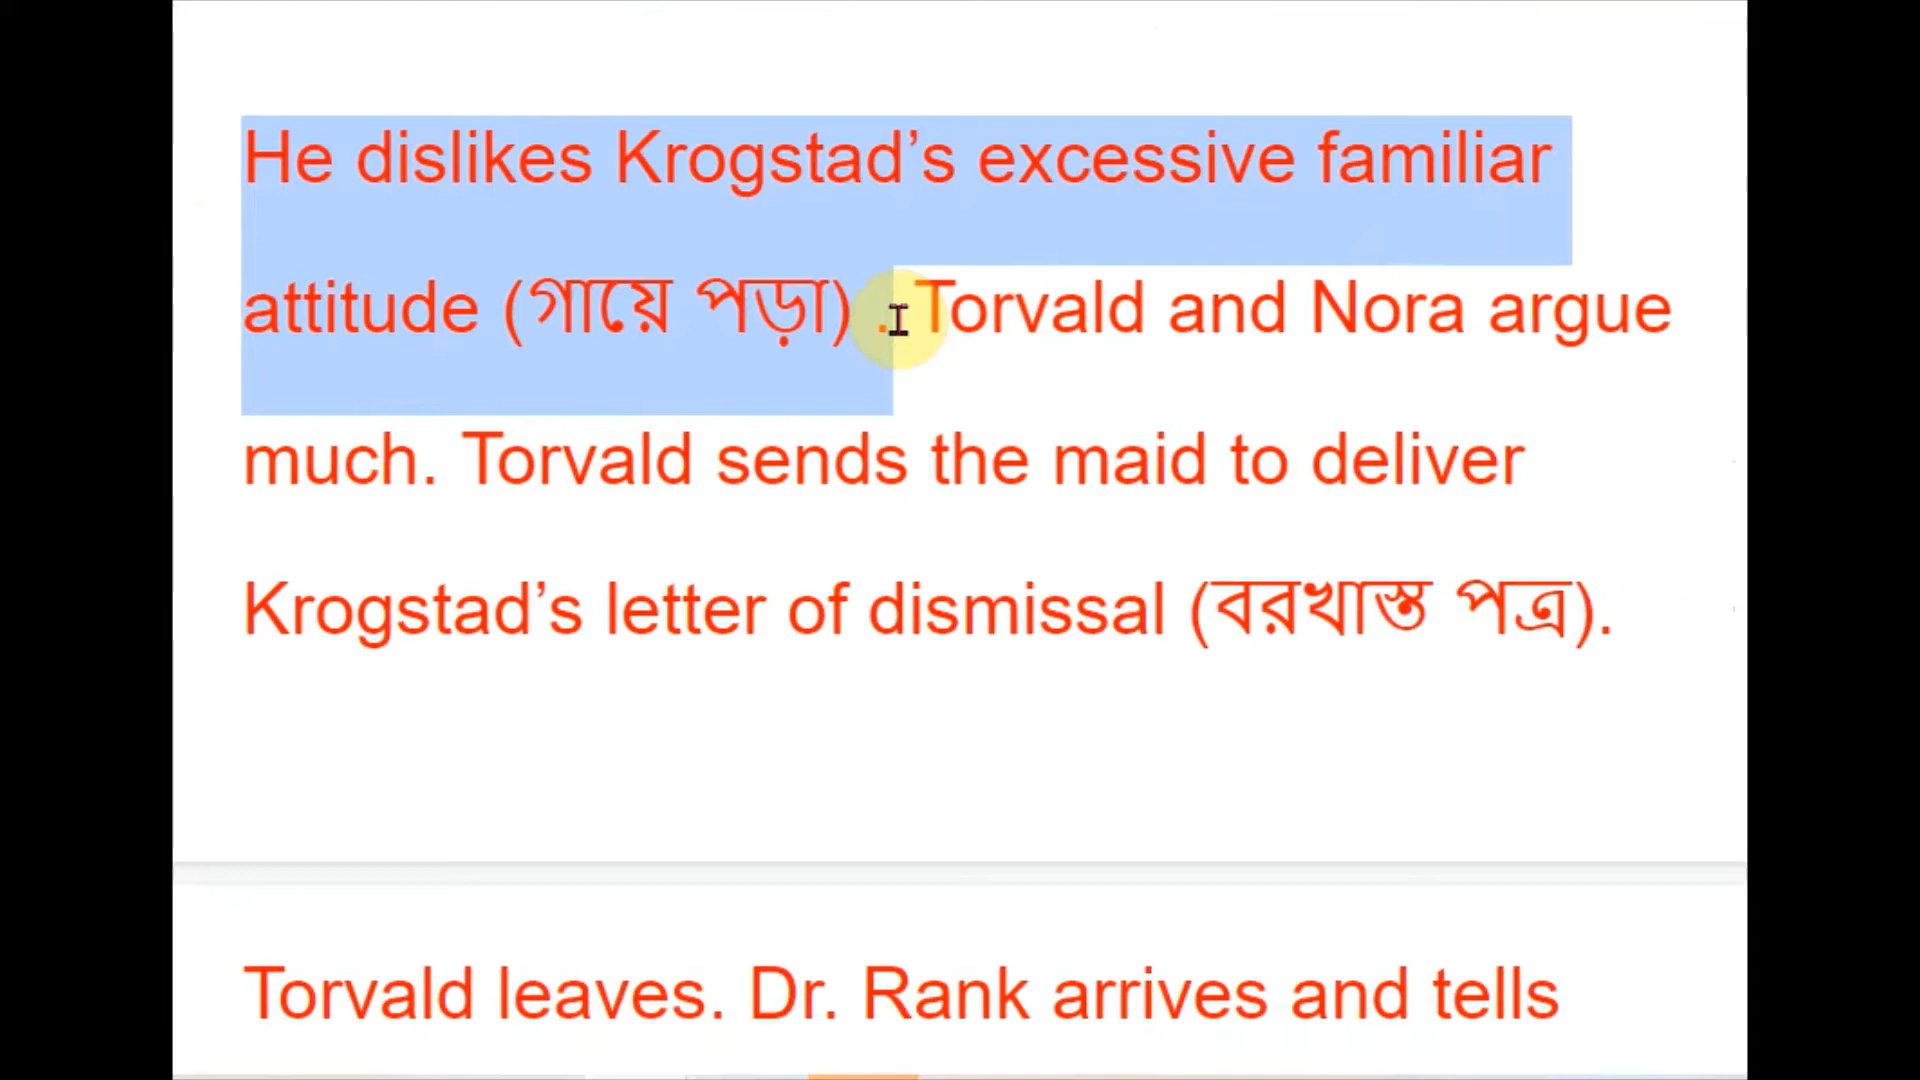 He dislikes Krogstad’s excessive familiar
attitude (গায়ে পড়া) . Torvald and Nora argue
much. Torvald sends the maid to deliver
Krogstad’s letter of dismissal (বরখাস্ত পত্র).
Torvald leaves. Dr. Rank arrives and tells